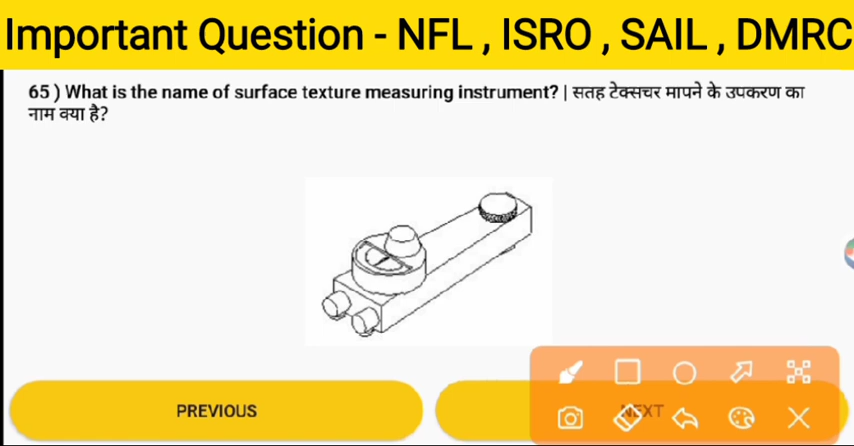 Important Question - NFL , ISRO , SAIL , DMRC
65 ) What is the name of surface texture measuring instrument? | सतह टेक्सचर मापने के उपकरण का
नाम क्या है?
PREVIOUS
NEXT